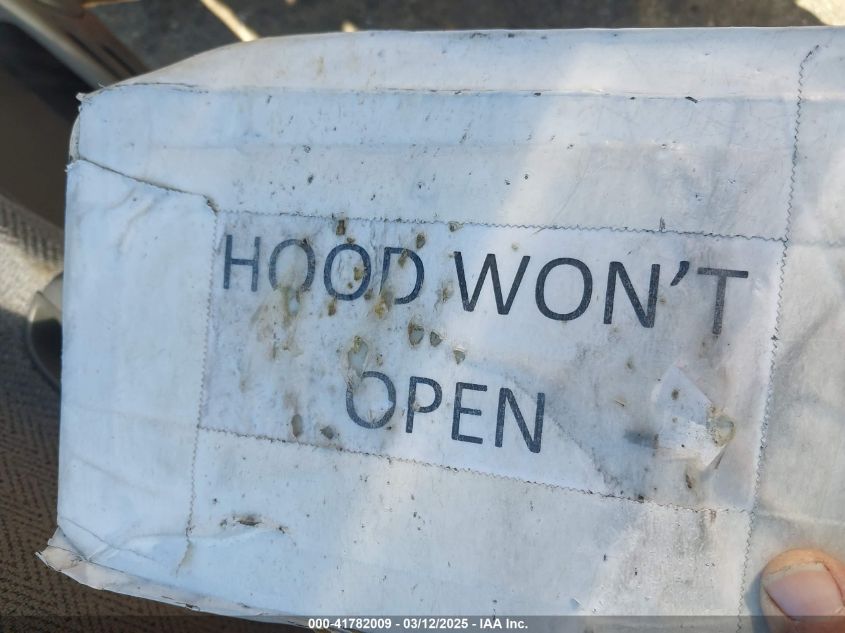 HOOD WON'T
OPEN
000-41782009 - 03/12/2025 - IAA Inc.